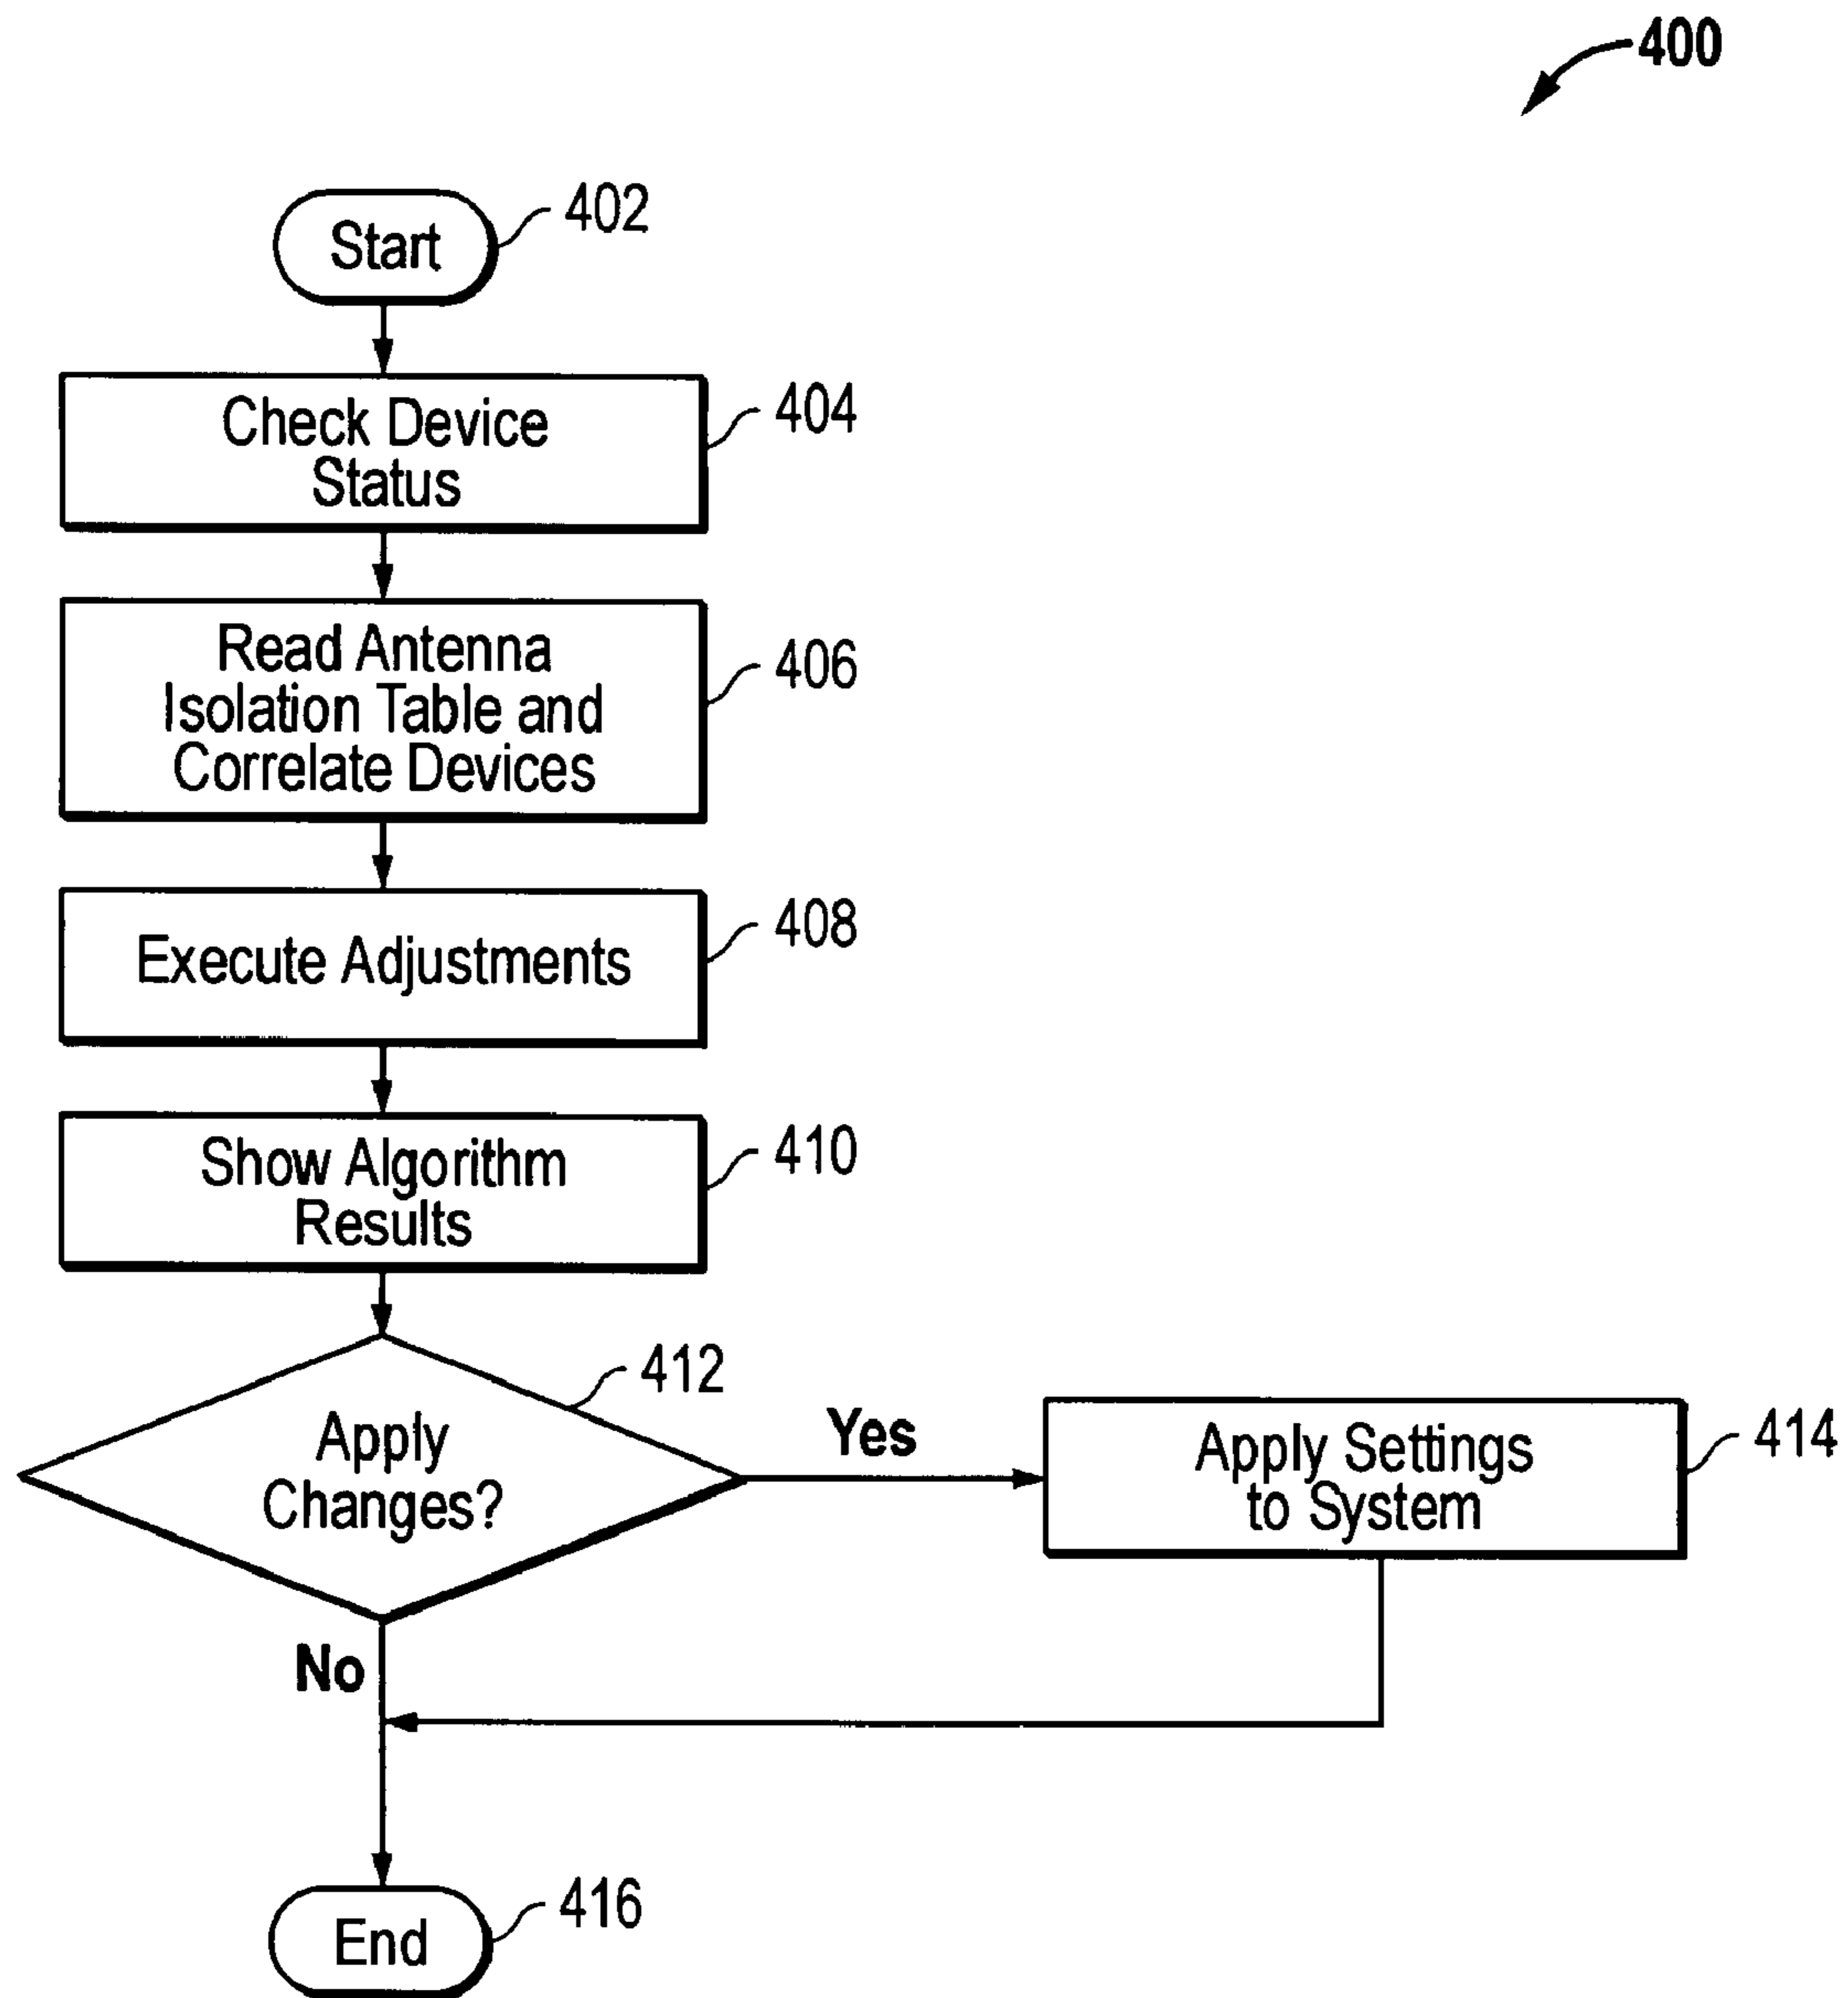 400
Start
402
Check Device
Status
404
Read Antenna
Isolation Table and
Correlate Devices
406
Execute Adjustments
408
Show Algorithm
Results
410
Apply
Changes?
412
Yes
Apply Settings
to System
414
No
End
416